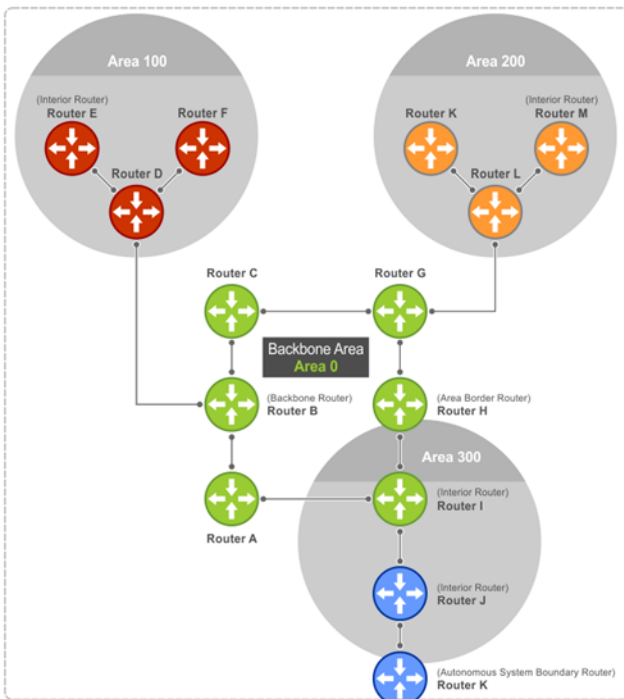 Area 100
Area 200
(Interior Router)
Router E
Router F
Router K
(Interior Router)
Router M
Router D
Router L
Router C
Router G
Backbone Area
Area 0
(Backbone Router)
Router B
(Area Border Router)
Router H
Area 300
(Interior Router)
Router I
Router A
(Interior Router)
Router J
(Autonomous System Boundary Router)
Router K